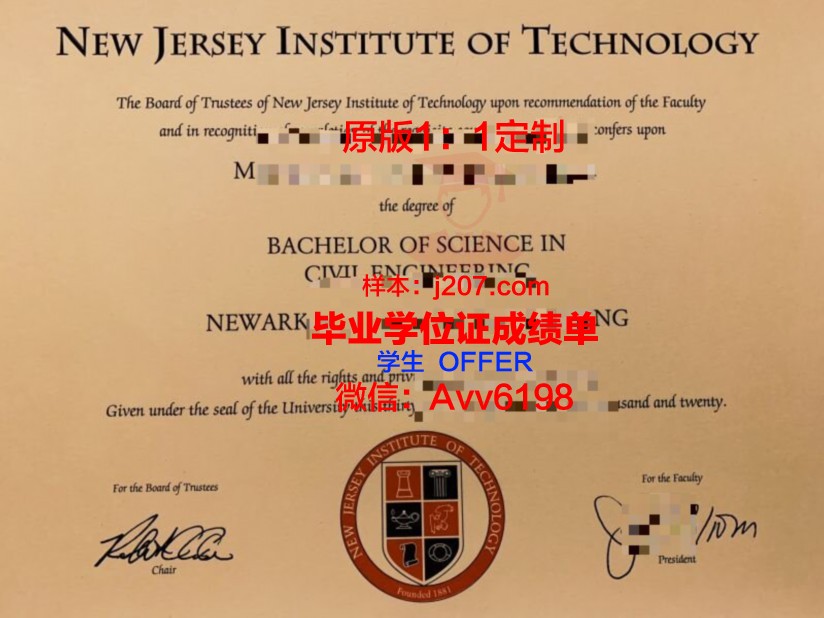 NEW JERSEY INSTITUTE OF TECHNOLOGY
The Board of Trustees of New Jersey Institute of Technology upon recommendation of the Faculty
and in confers upon
原版1：1定制
M
the degree of
BACHELOR OF SCIENCE IN
CIVIL ENGINEERING
样本：j207.com
NEWARK
毕业学位证成绩单
学生 OFFER
with all the rights and
微信：Avv6198
Given under the seal of the University and twenty.
NEW JERSEY INSTITUTE OF TECHNOLOGY
Founded 1881
For the Board of Trustees
Chair
For the Faculty
President